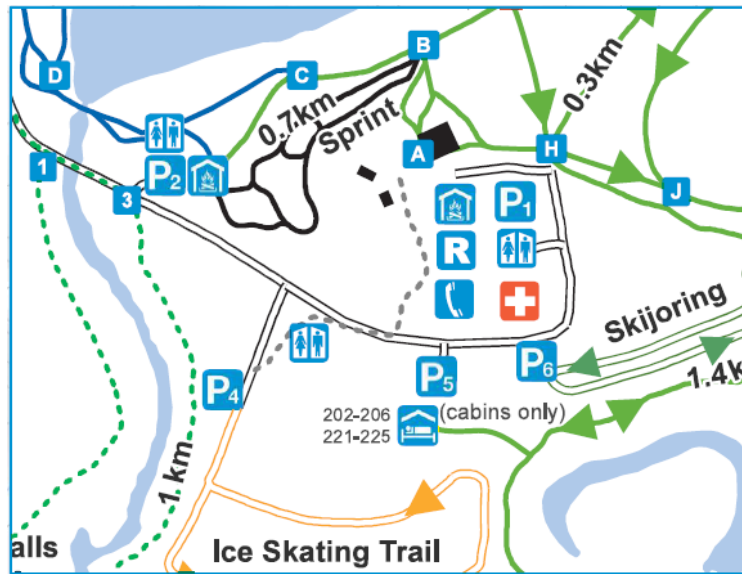 B
D
C
0.7km
0.3km
Sprint
A
H
1
P2
3
J
P1
R
Skijoring
P4
P5
P6
1.4k
202-206
(cabins only)
221-225
1 km
alls
Ice Skating Trail